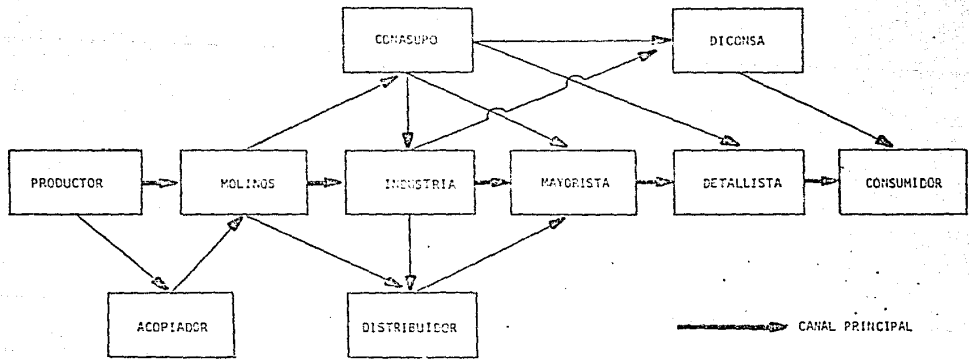 CONASUPO
DICONSA
PRODUCTOR
MOLINOS
INDUSTRIA
MAYORISTA
DETALLISTA
CONSUMIDOR
ACOPIADOR
DISTRIBUIDOR
CANAL PRINCIPAL